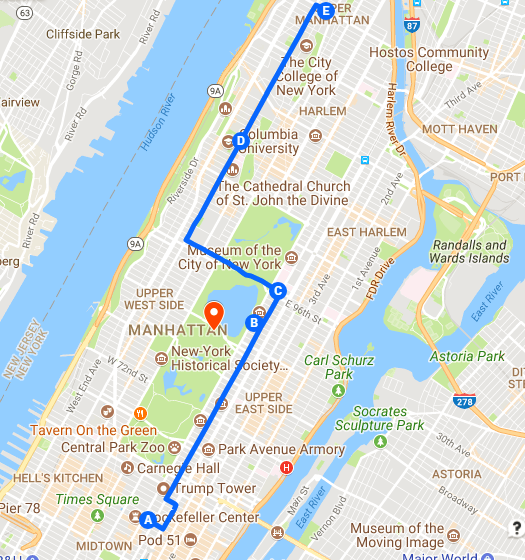 63
Cliffside Park
UPPER
MANHATTAN
E
87
Hostos Community
College
Gorge Rd
River Rd
The City
College of
New York
Third Ave
9A
Hudson River
HARLEM
Harlem River Dr
MOTT HAVEN
D
Columbia
University
Riverside Dr
The Cathedral Church
of St. John the Divine
2nd Ave
PORT
River Rd
EAST HARLEM
9A
Museum of the
City of New York
1st Avenue
FDR Drive
Randalls and
Wards Islands
C
3rd Ave
E 96th St
East River
UPPER
WEST SIDE
B
MANHATTAN
NEW JERSEY
NEW YORK
New-York
Historical Society...
W 72nd St
Carl Schurz
Park
Astoria Park
West End Ave
UPPER
EAST SIDE
278
Socrates
Sculpture Park
Tavern On the Green
Central Park Zoo
Park Avenue Armory
30th Ave
Carnegie Hall
H
ASTORIA
HELL'S KITCHEN
Trump Tower
Main St
Broadway
Pier 78
Times Square
A
Rockefeller Center
East River
Vernon Blvd
?
Pod 51
MIDTOWN
Museum of the
Moving Image
Major World